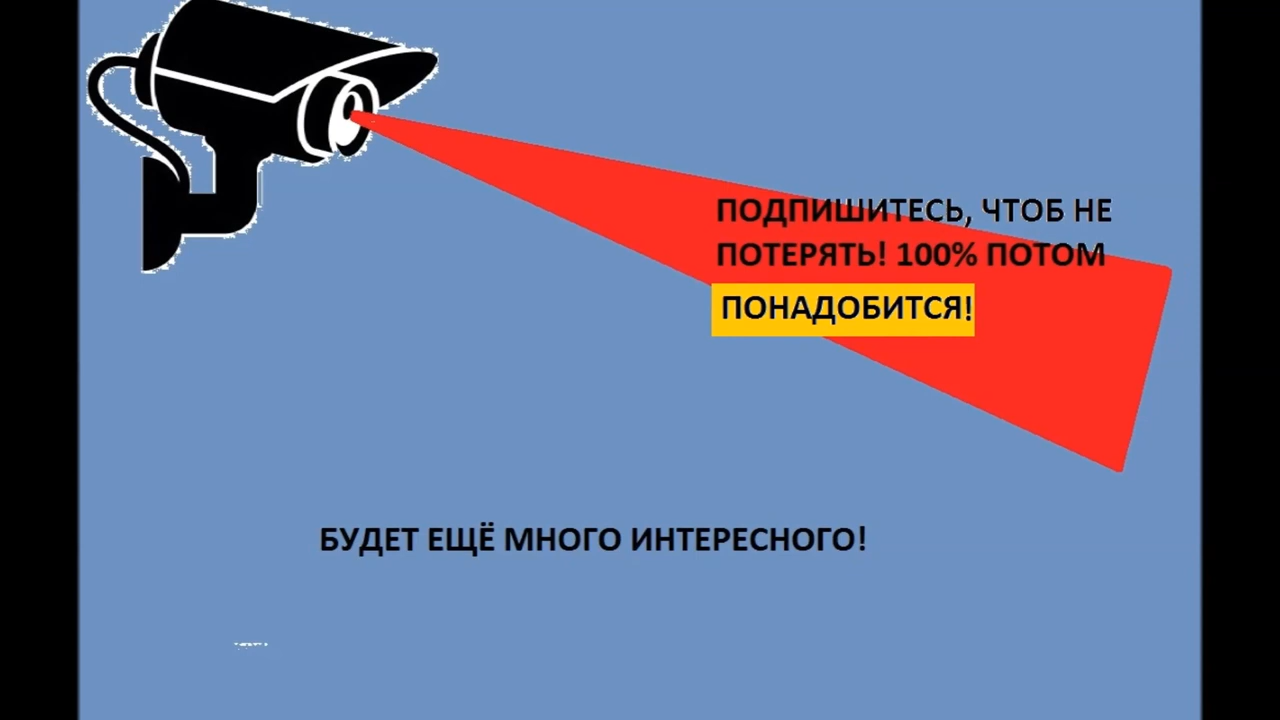 ПОДПИШИТЕСЬ, ЧТОБ НЕ
ПОТЕРЯТЬ! 100% ПОТОМ
ПОНАДОБИТСЯ!
БУДЕТ ЕЩЁ МНОГО ИНТЕРЕСНОГО!